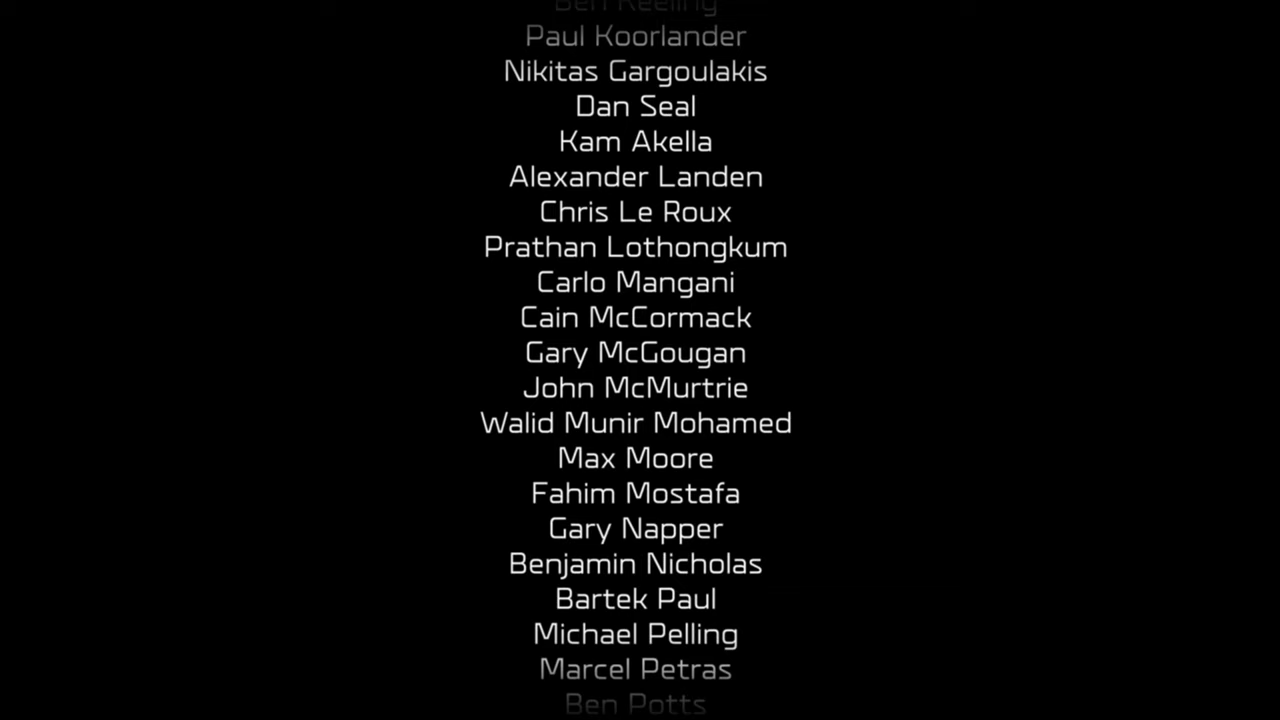 Ben Keeling
Paul Koorlander
Nikitas Gargoulakis
Dan Seal
Kam Akella
Alexander Landen
Chris Le Roux
Prathan Lothongkum
Carlo Mangani
Cain McCormack
Gary McGougan
John McMurtrie
Walid Munir Mohamed
Max Moore
Fahim Mostafa
Gary Napper
Benjamin Nicholas
Bartek Paul
Michael Pelling
Marcel Petras
Ben Potts